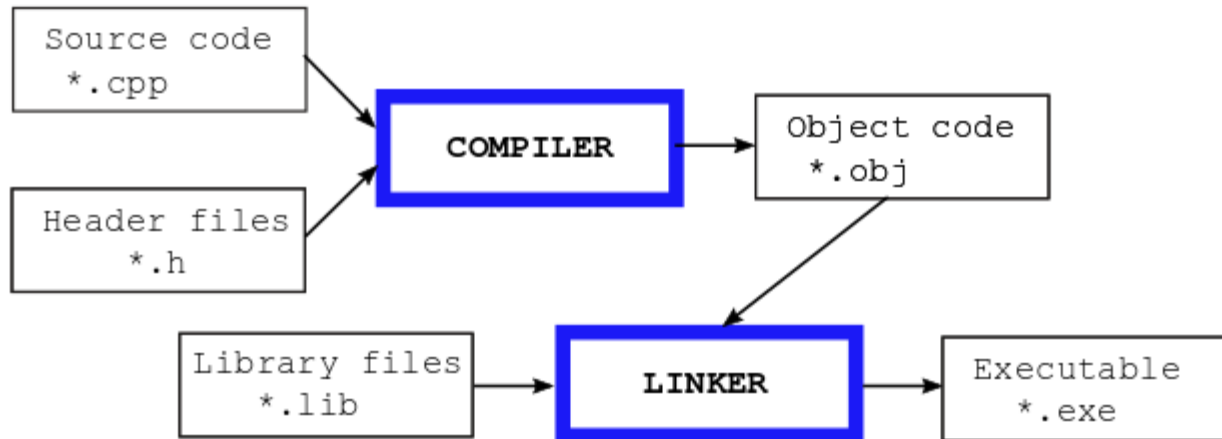 Source code
*.cpp
COMPILER
Object code
*.obj
Header files
*.h
Library files
*.lib
LINKER
Executable
*.exe